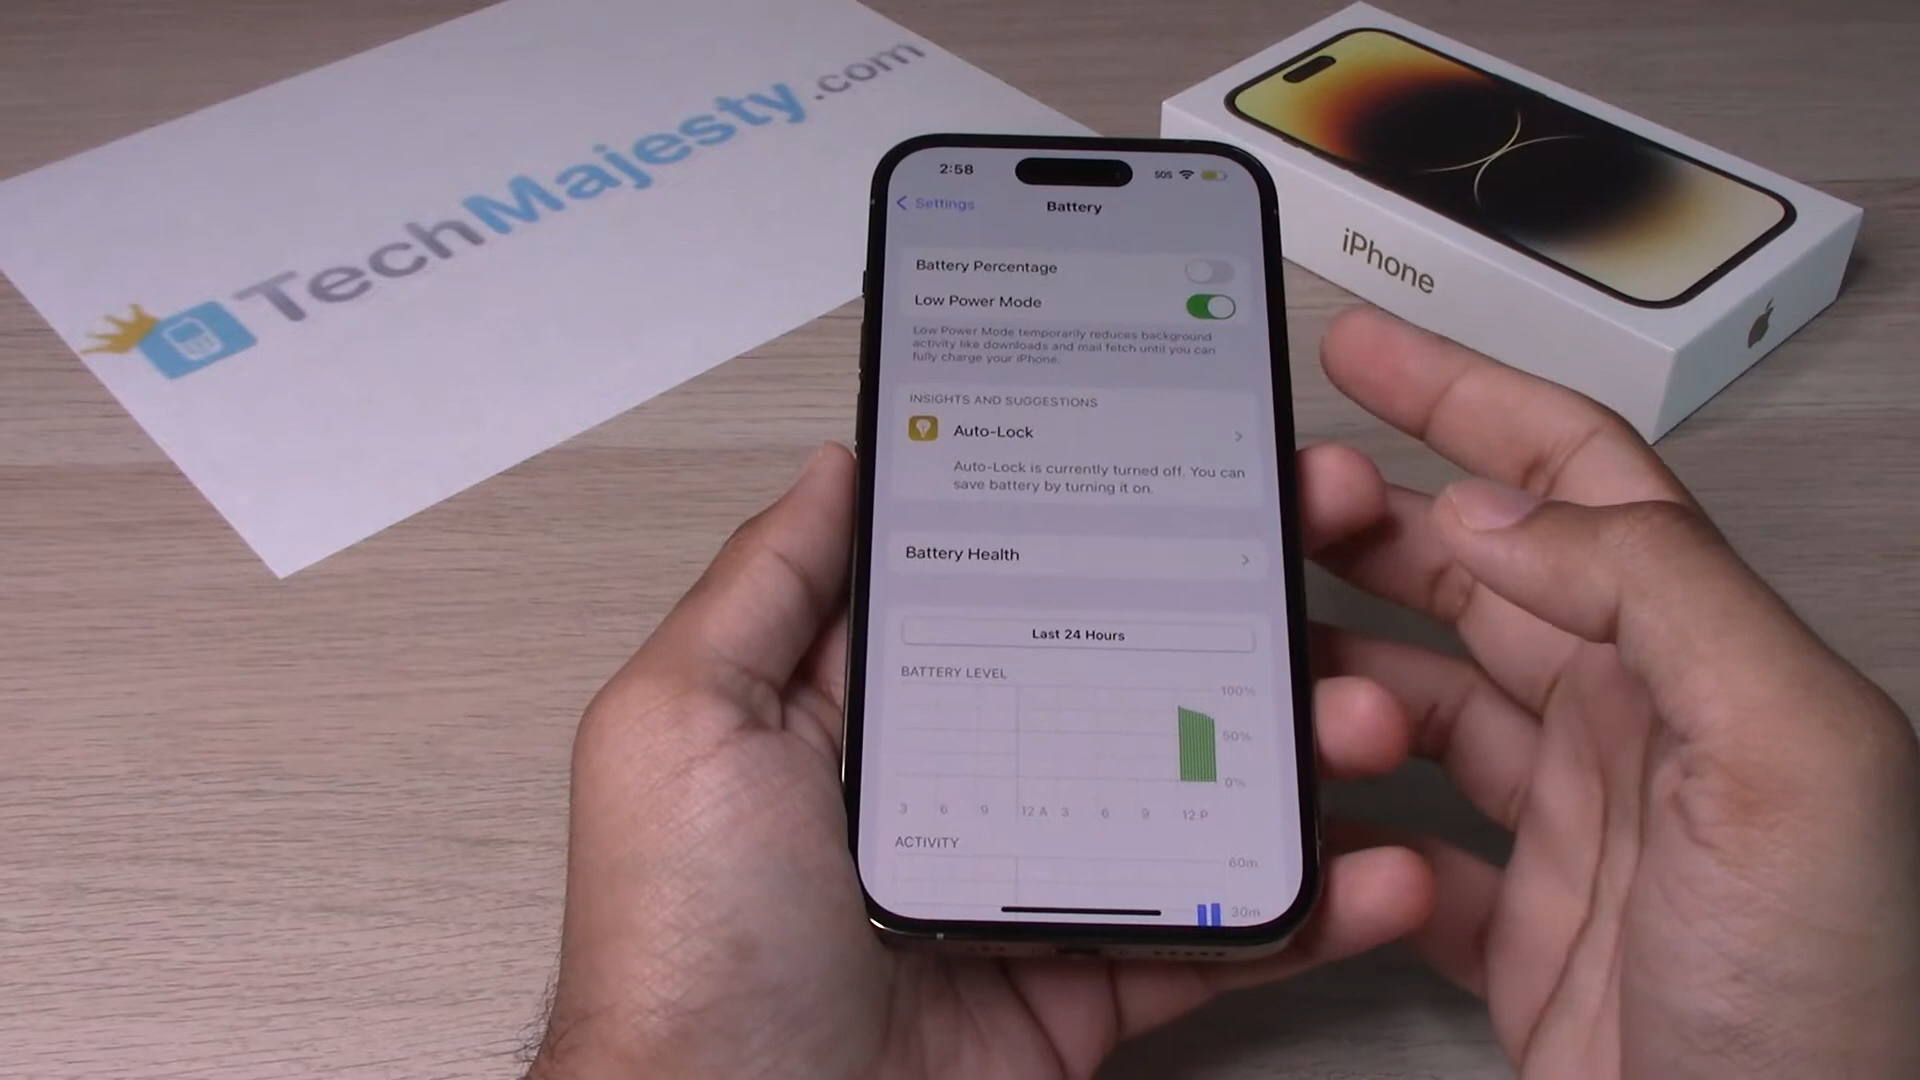 TechMajesty.com
iPhone
2:58
SOS
Settings
Battery
Battery Percentage
Low Power Mode
Low Power Mode temporarily reduces background
activity like downloads and mail fetch until you can
fully charge your iPhone.
INSIGHTS AND SUGGESTIONS
Auto-Lock
Auto-Lock is currently turned off. You can
save battery by turning it on.
Battery Health
Last 24 Hours
BATTERY LEVEL
100%
50%
0%
3 6 9 12 A 3 6 9 12 P
ACTIVITY
60m
30m